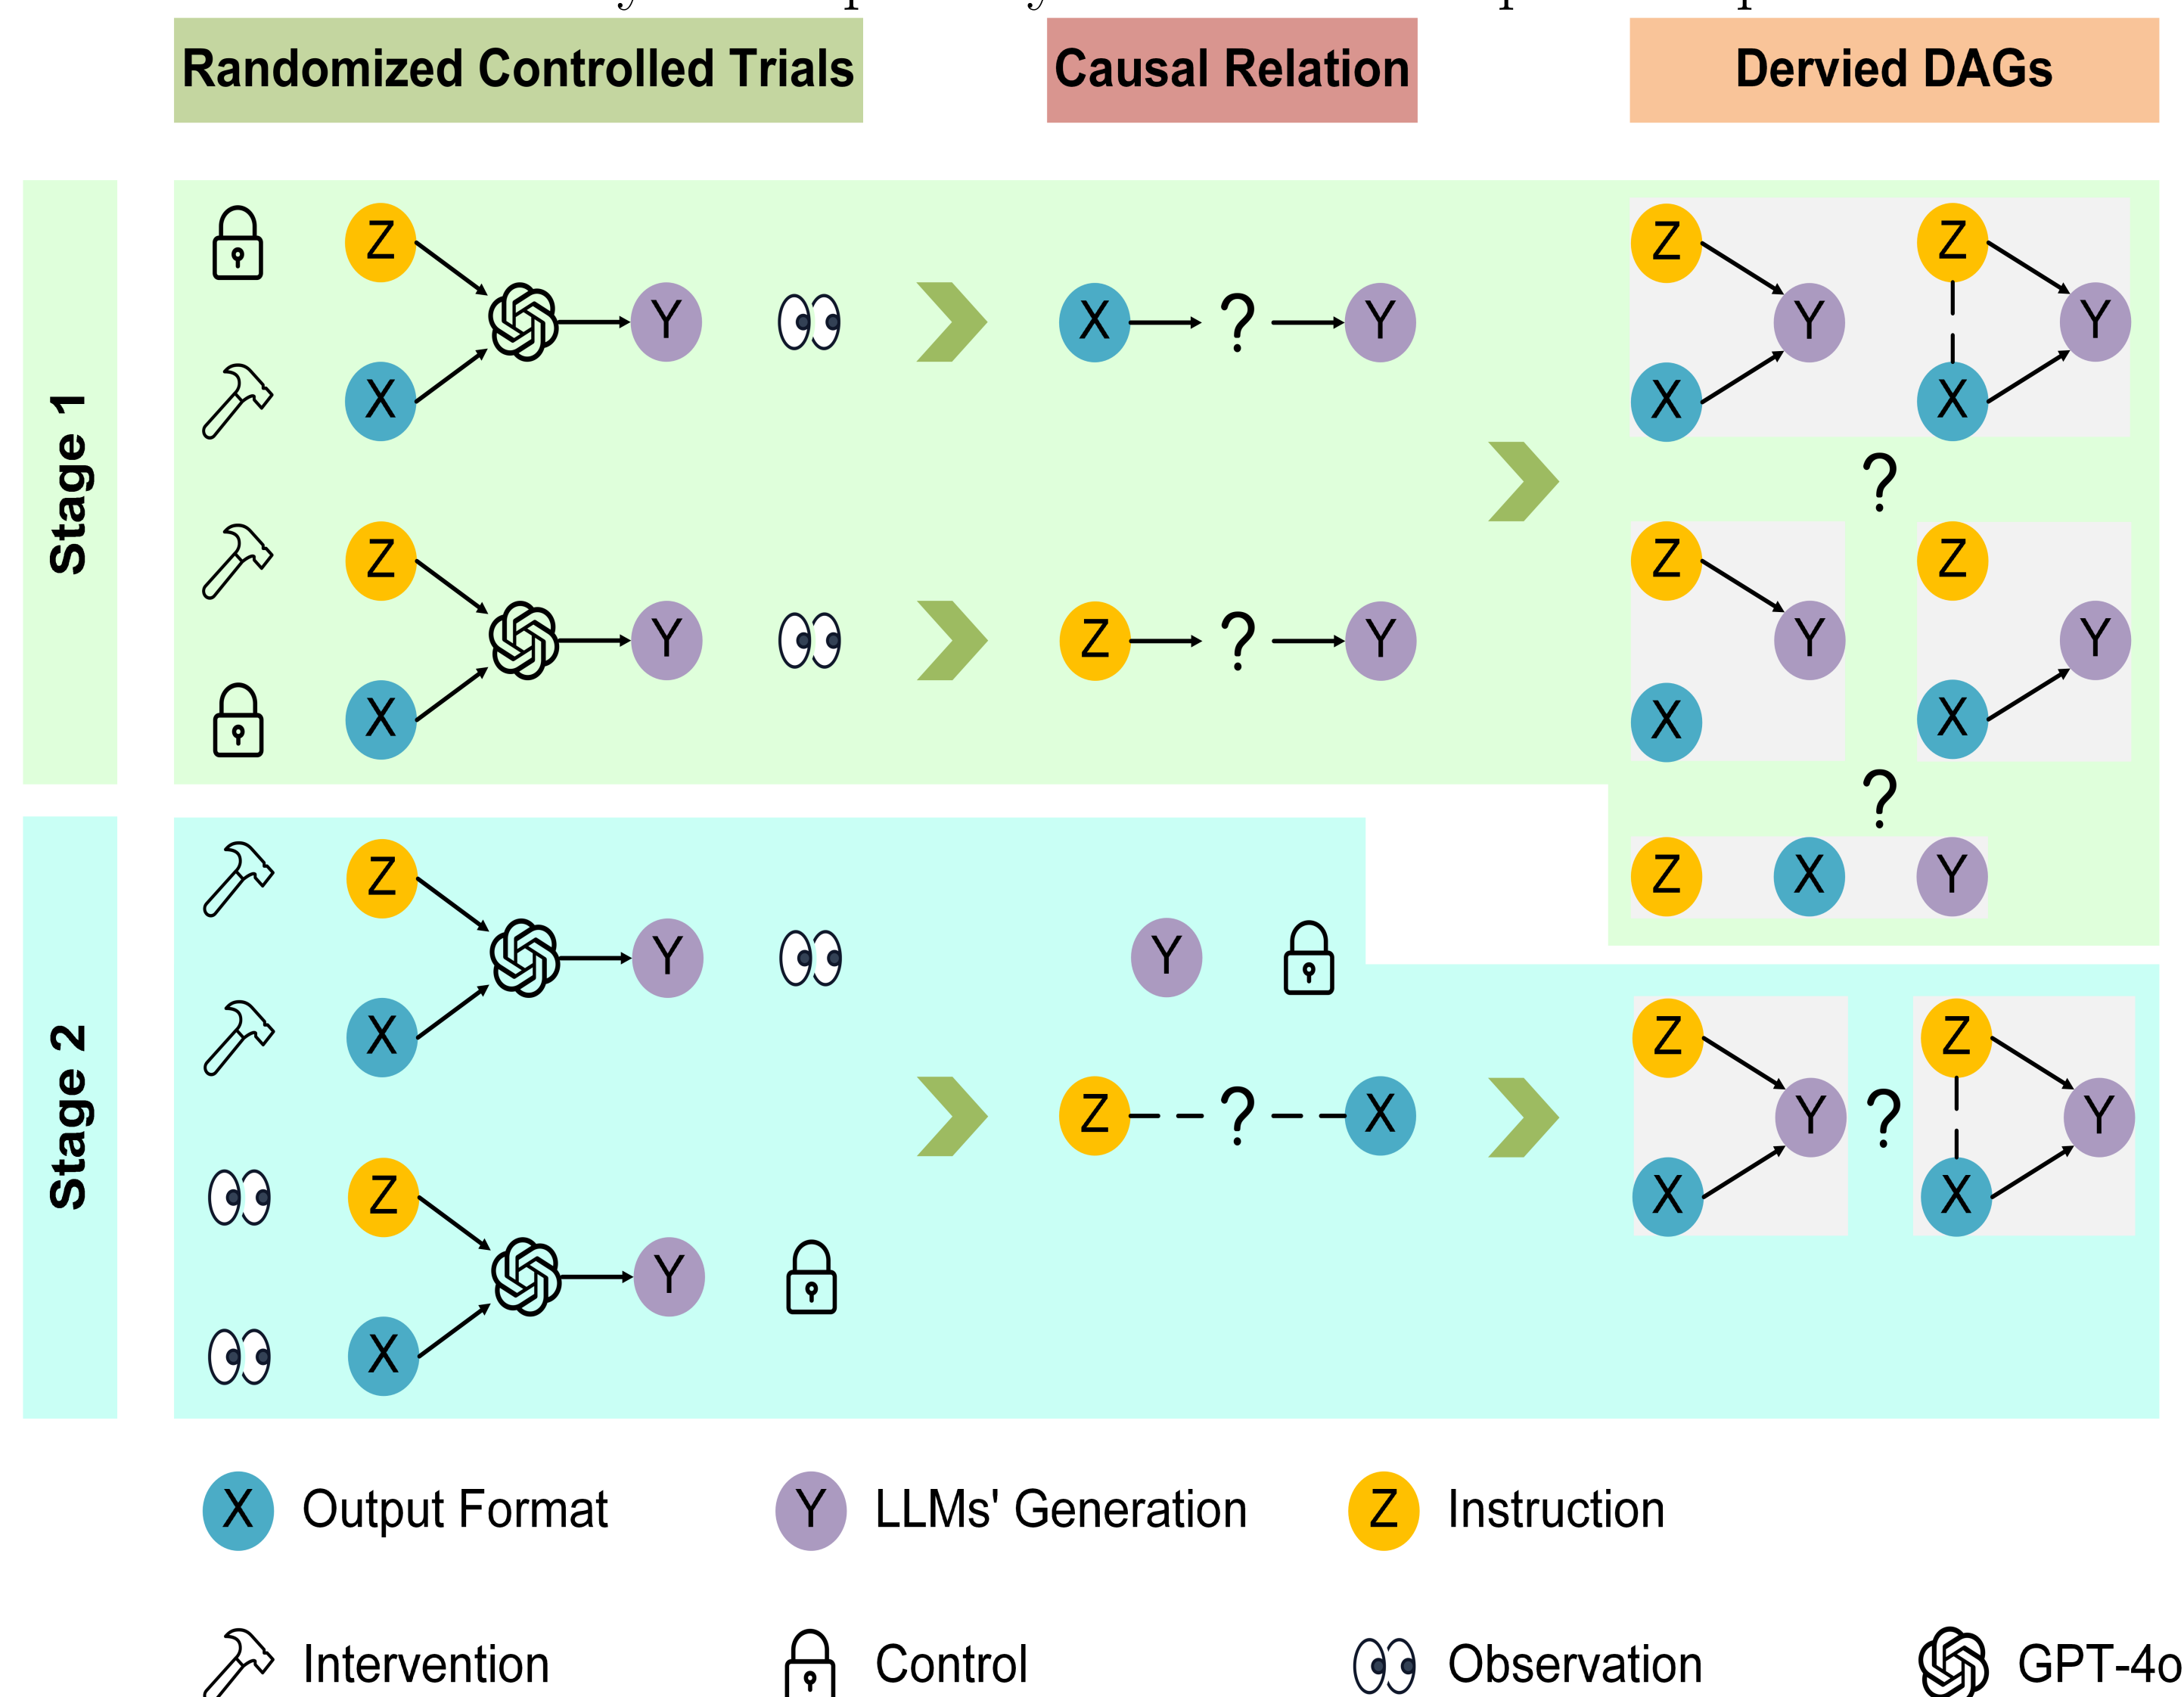 Randomized Controlled Trials Causal Relation Dervied DAGs
Stage 1
Z Z Z
Y X ? Y Y Y
X X X
?
Z Z Z
Y Z ? Y Y Y
X X X
?
Stage 2
Z Z X Y
Y Y
X Z Z
Z ? X Y ? Y
Z X X
Y
X
X Output Format Y LLMs' Generation Z Instruction
Intervention Control Observation GPT-4o